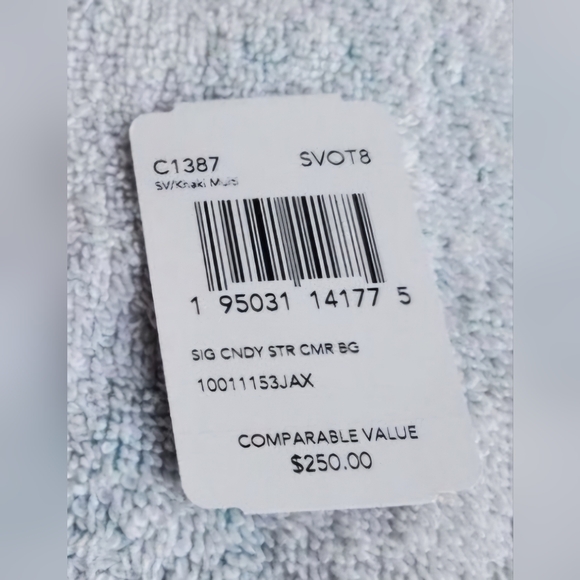 C1387 SVOT8
SV/Khaki Multi
1 95031 14177 5
SIG CNDY STR CMR BG
10011153JAX
COMPARABLE VALUE
$250.00